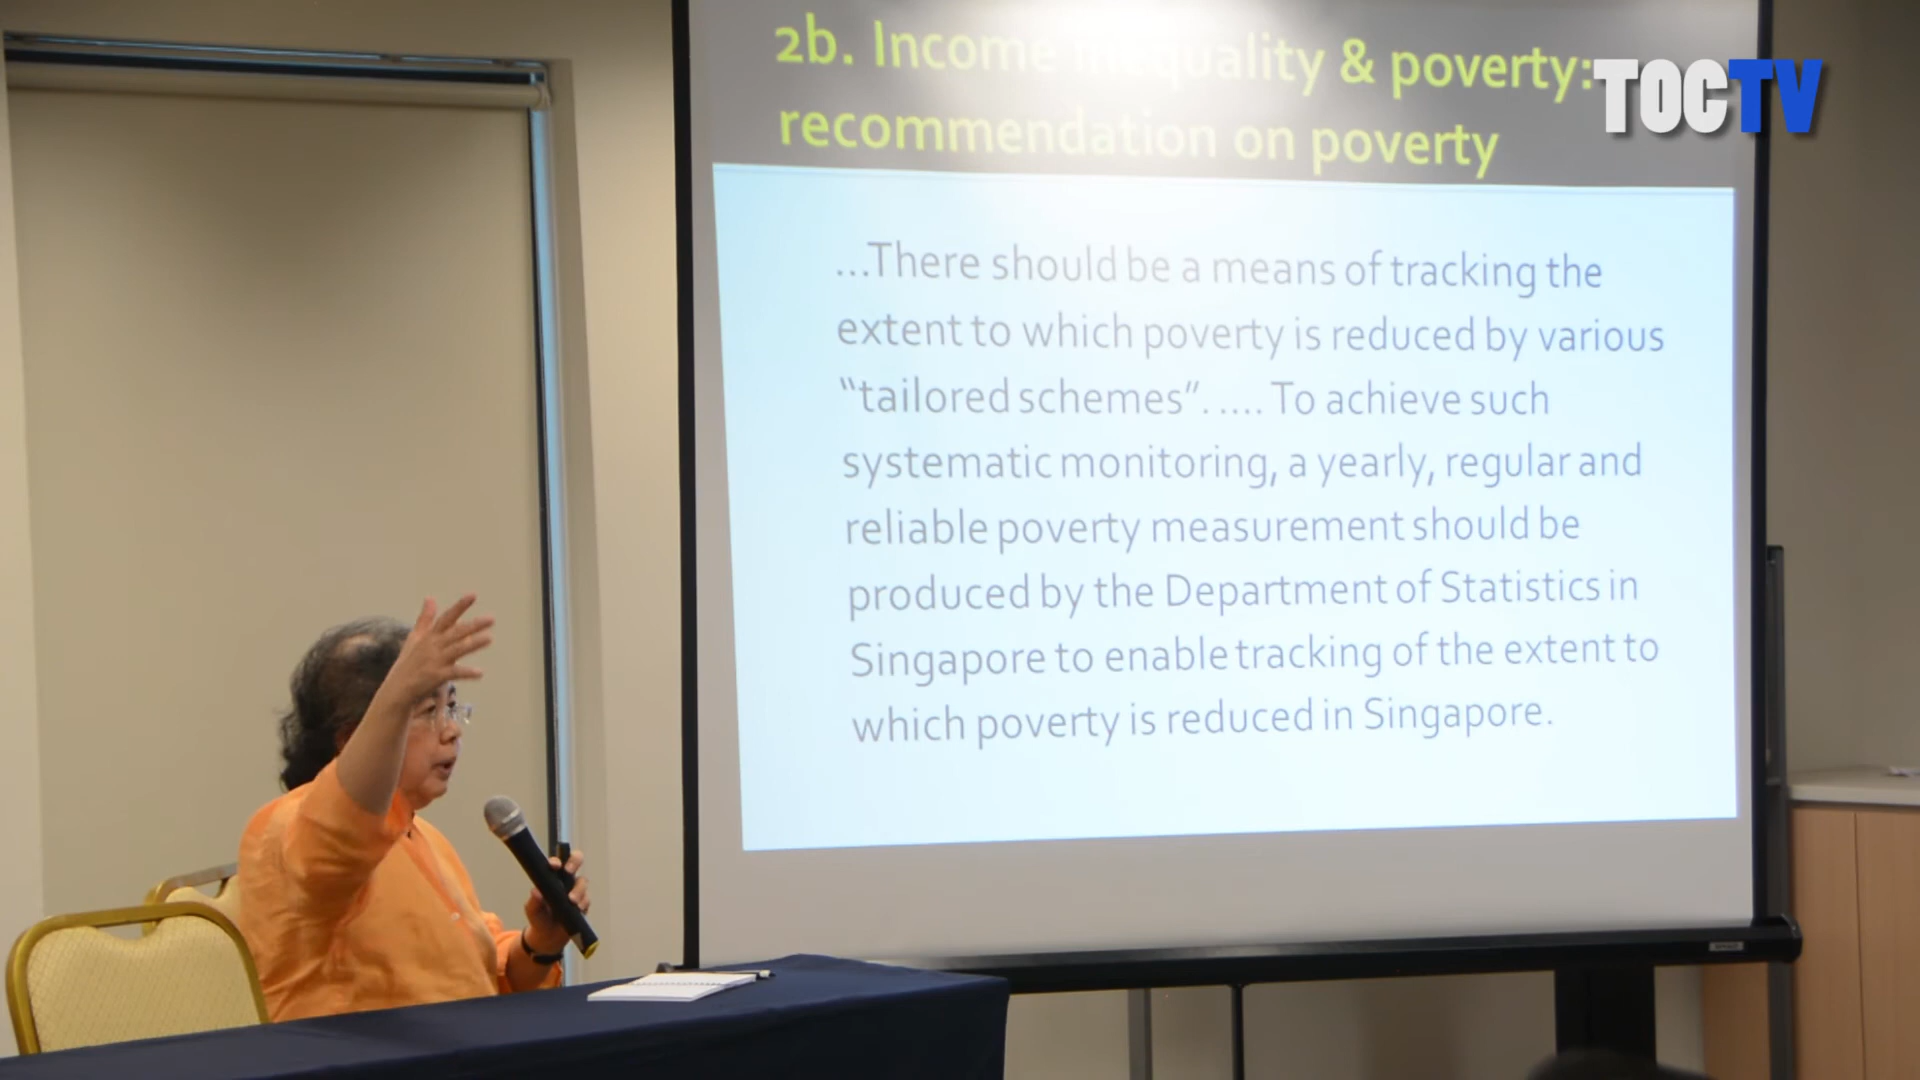 2b. Income inequality & poverty:
recommendation on poverty
TOCTV
...There should be a means of tracking the
extent to which poverty is reduced by various
“tailored schemes”. .... To achieve such
systematic monitoring, a yearly, regular and
reliable poverty measurement should be
produced by the Department of Statistics in
Singapore to enable tracking of the extent to
which poverty is reduced in Singapore.